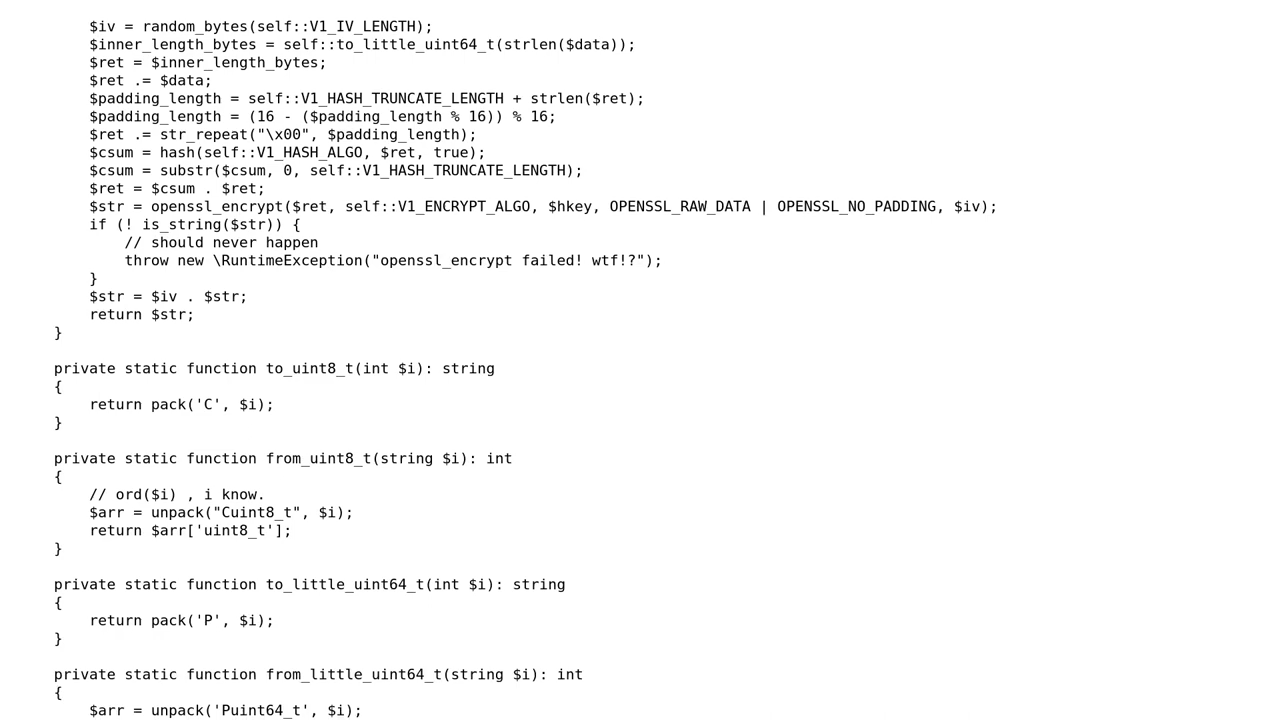 $iv = random_bytes(self::V1_IV_LENGTH);
        $inner_length_bytes = self::to_little_uint64_t(strlen($data));
        $ret = $inner_length_bytes;
        $ret .= $data;
        $padding_length = self::V1_HASH_TRUNCATE_LENGTH + strlen($ret);
        $padding_length = (16 - ($padding_length % 16)) % 16;
        $ret .= str_repeat("\x00", $padding_length);
        $csum = hash(self::V1_HASH_ALGO, $ret, true);
        $csum = substr($csum, 0, self::V1_HASH_TRUNCATE_LENGTH);
        $ret = $csum . $ret;
        $str = openssl_encrypt($ret, self::V1_ENCRYPT_ALGO, $hkey, OPENSSL_RAW_DATA | OPENSSL_NO_PADDING, $iv);
        if (! is_string($str)) {
            // should never happen
            throw new \RuntimeException("openssl_encrypt failed! wtf!?");
        }
        $str = $iv . $str;
        return $str;
    }

    private static function to_uint8_t(int $i): string
    {
        return pack('C', $i);
    }

    private static function from_uint8_t(string $i): int
    {
        // ord($i) , i know.
        $arr = unpack("Cuint8_t", $i);
        return $arr['uint8_t'];
    }

    private static function to_little_uint64_t(int $i): string
    {
        return pack('P', $i);
    }

    private static function from_little_uint64_t(string $i): int
    {
        $arr = unpack('Puint64_t', $i);